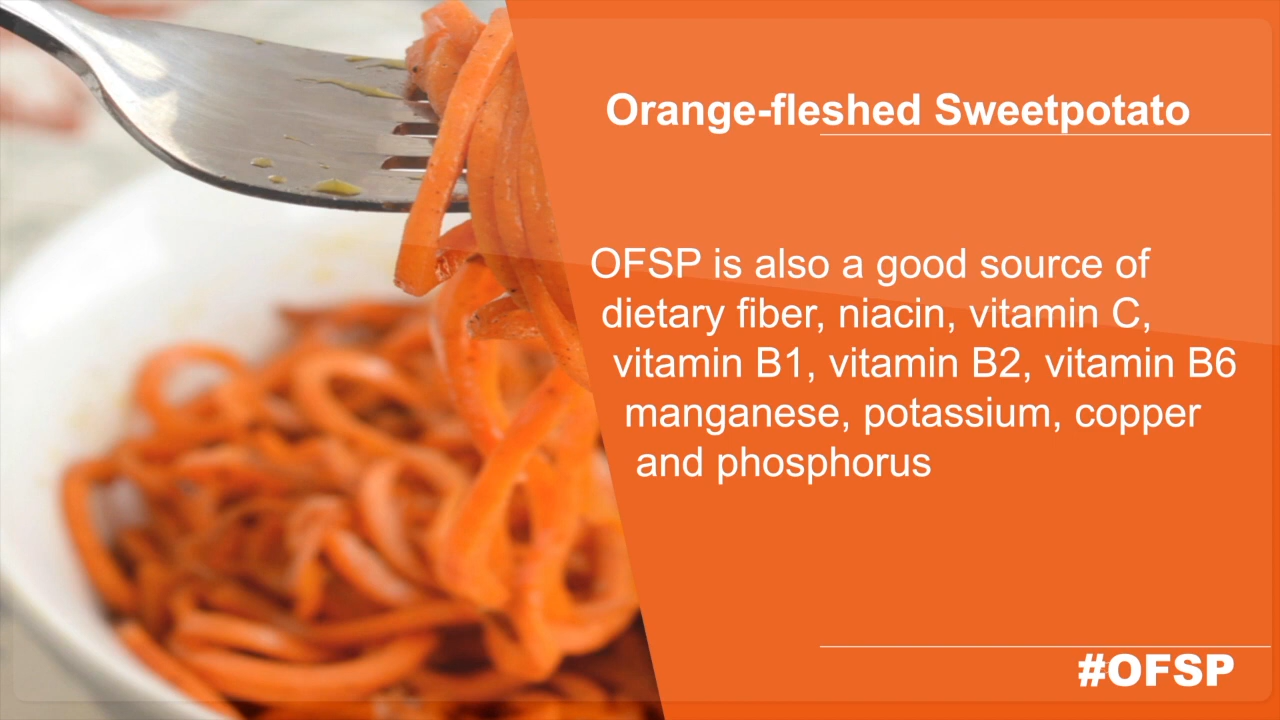 Orange-fleshed Sweetpotato
OFSP is also a good source of
dietary fiber, niacin, vitamin C,
vitamin B1, vitamin B2, vitamin B6
manganese, potassium, copper
and phosphorus
#OFSP